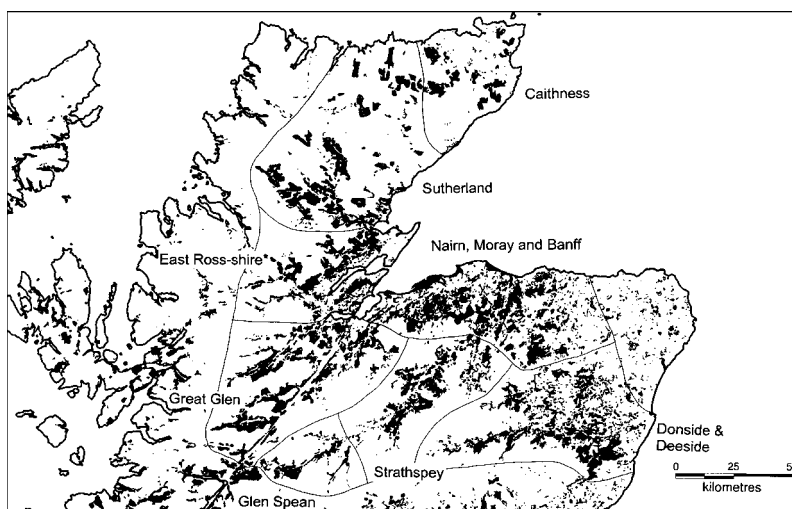 Caithness
Sutherland
Nairn, Moray and Banff
East Ross-shire
Great Glen
Donside &
Deeside
Strathspey
Glen Spean
0 25 5
kilometres